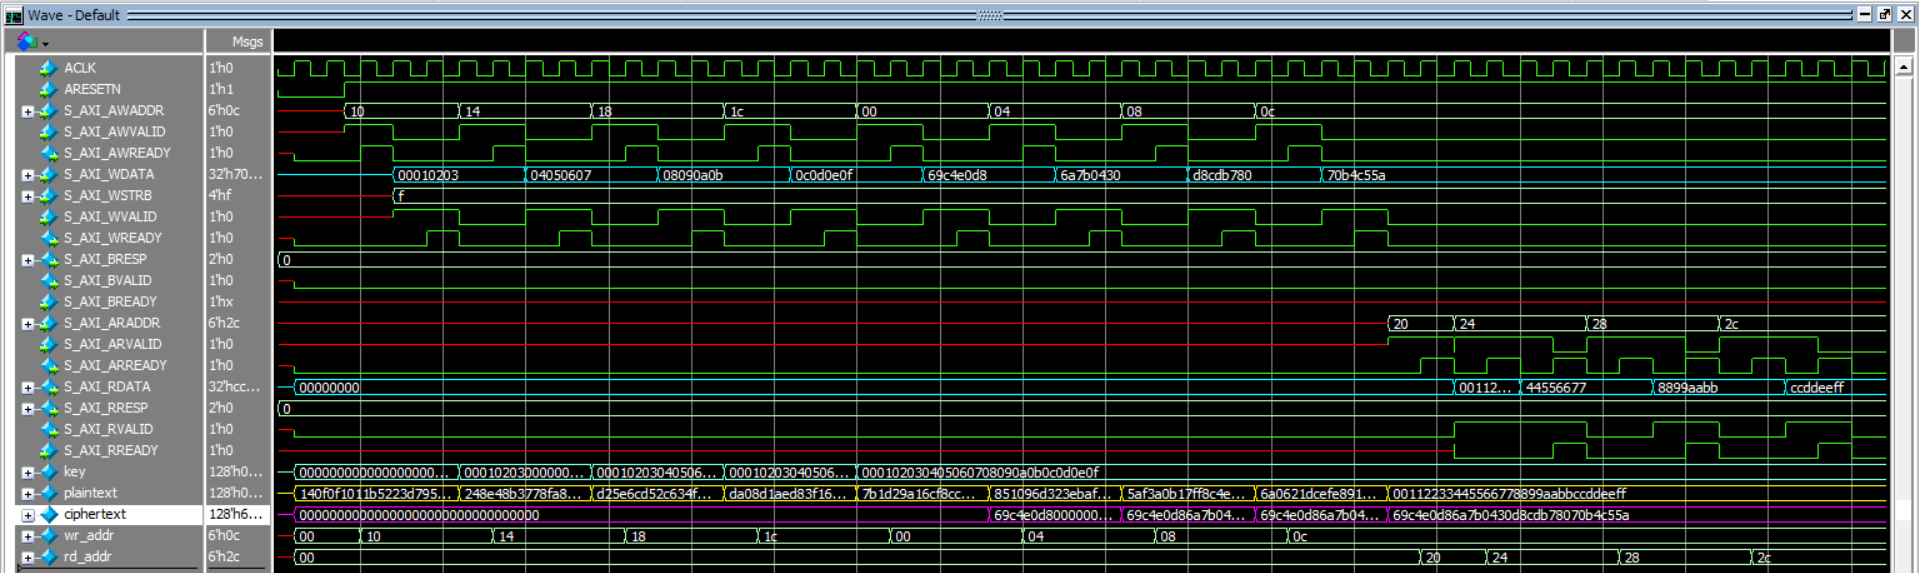 Wave - Default
Msgs
ACLK 1'h0
ARESETN 1'h1
S_AXI_AWADDR 6'h0c 10 14 18 1c 00 04 08 0c
S_AXI_AWVALID 1'h0
S_AXI_AWREADY 1'h0
S_AXI_WDATA 32'h70... 00010203 04050607 08090a0b 0c0d0e0f 69c4e0d8 6a7b0430 d8cdb780 70b4c55a
S_AXI_WSTRB 4'hf f
S_AXI_WVALID 1'h0
S_AXI_WREADY 1'h0
S_AXI_BRESP 2'h0 0
S_AXI_BVALID 1'h0
S_AXI_BREADY 1'hx
S_AXI_ARADDR 6'h2c 20 24 28 2c
S_AXI_ARVALID 1'h0
S_AXI_ARREADY 1'h0
S_AXI_RDATA 32'hcc... 00000000 00112... 44556677 8899aabb ccddeeff
S_AXI_RRESP 2'h0 0
S_AXI_RVALID 1'h0
S_AXI_RREADY 1'h0
key 128'h0... 000000000000000000... 000102030000000... 00010203040506... 00010203040506... 000102030405060708090a0b0c0d0e0f
plaintext 128'h0... 140f0f1011b5223d795... 248e48b3778fa8... d25e6cd52c634f... da08d1aed83f16... 7b1d29a16cf8cc... 851096d323ebaf... 5af3a0b17ff8c4e... 6a0621dcefe891... 00112233445566778899aabbccddeeff
ciphertext 128'h6... 00000000000000000000000000000000 69c4e0d8000000... 69c4e0d86a7b04... 69c4e0d86a7b04... 69c4e0d86a7b0430d8cdb78070b4c55a
wr_addr 6'h0c 00 10 14 18 1c 00 04 08 0c
rd_addr 6'h2c 00 20 24 28 2c